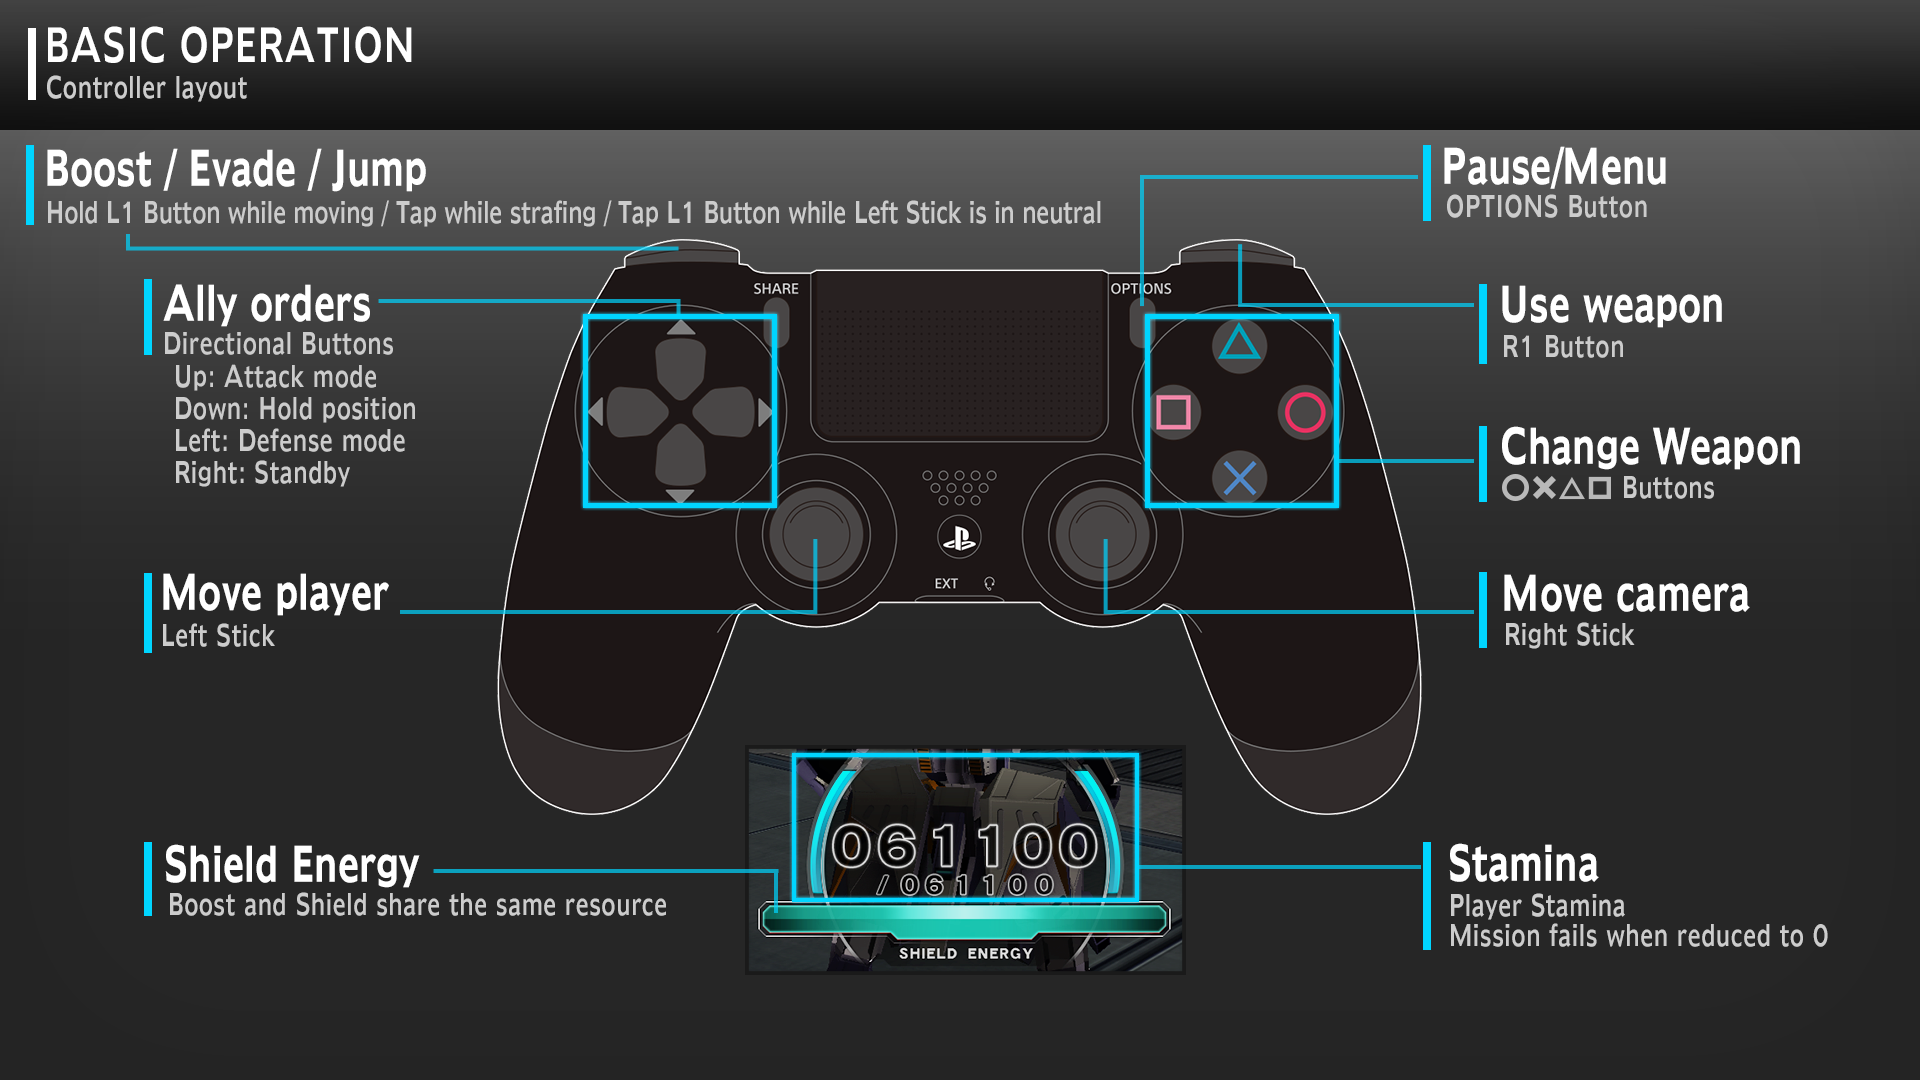 BASIC OPERATION
Controller layout
Boost / Evade / Jump
Hold L1 Button while moving / Tap while strafing / Tap L1 Button while Left Stick is in neutral
Pause/Menu
OPTIONS Button
SHARE
OPTIONS
Ally orders
Directional Buttons
Up: Attack mode
Down: Hold position
Left: Defense mode
Right: Standby
Use weapon
R1 Button
Change Weapon
○✕△□ Buttons
EXT
Move player
Left Stick
Move camera
Right Stick
Shield Energy
Boost and Shield share the same resource
061100
/061100
SHIELD ENERGY
Stamina
Player Stamina
Mission fails when reduced to 0